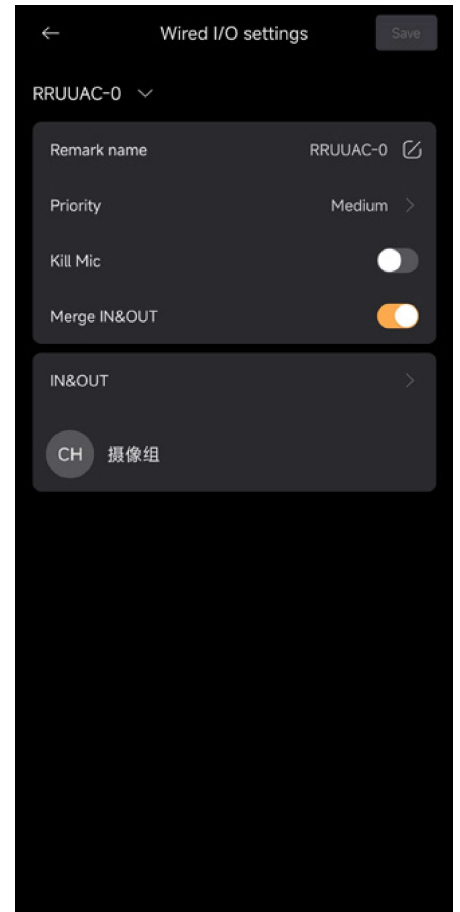 Wired I/O settings
Save
RRUUAC-0
Remark name RRUUAC-0
Priority Medium
Kill Mic
Merge IN&OUT
IN&OUT
CH 摄像组